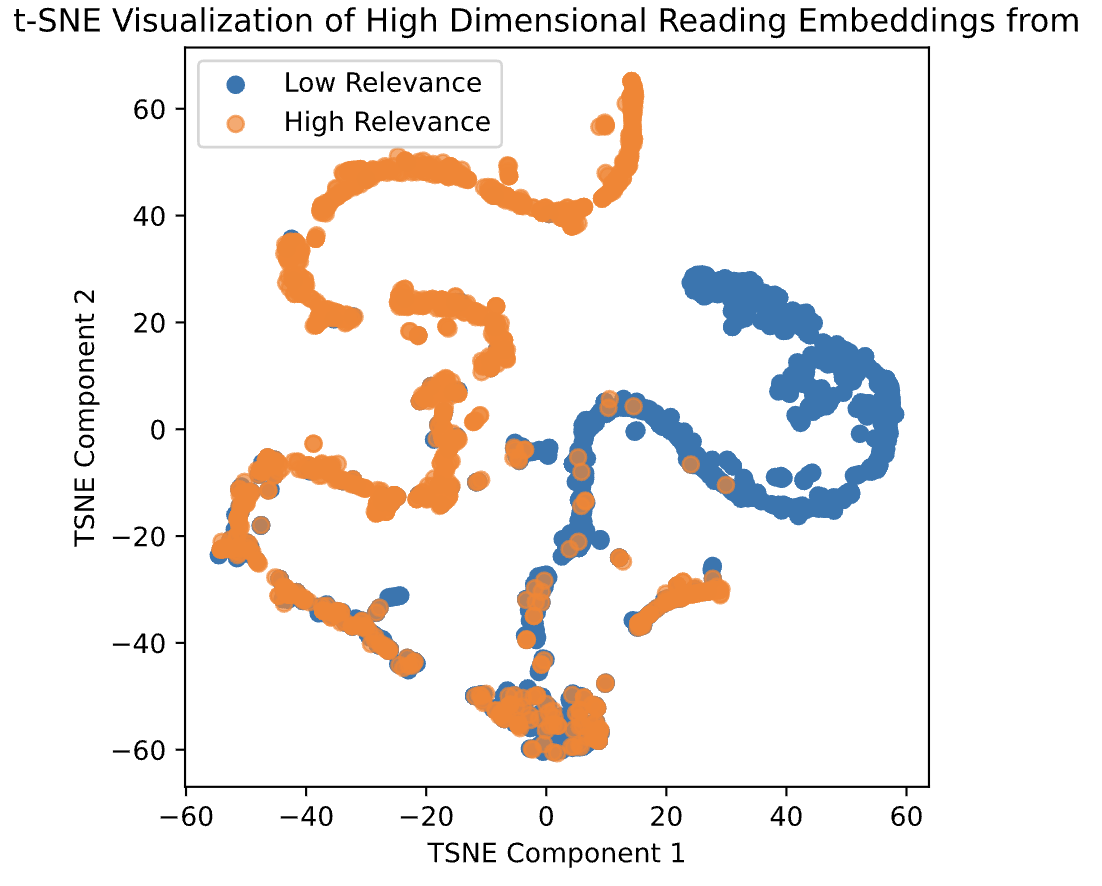 t-SNE Visualization of High Dimensional Reading Embeddings from
Low Relevance
High Relevance
60
40
20
0
−20
−40
−60
TSNE Component 2
−60 −40 −20 0 20 40 60
TSNE Component 1